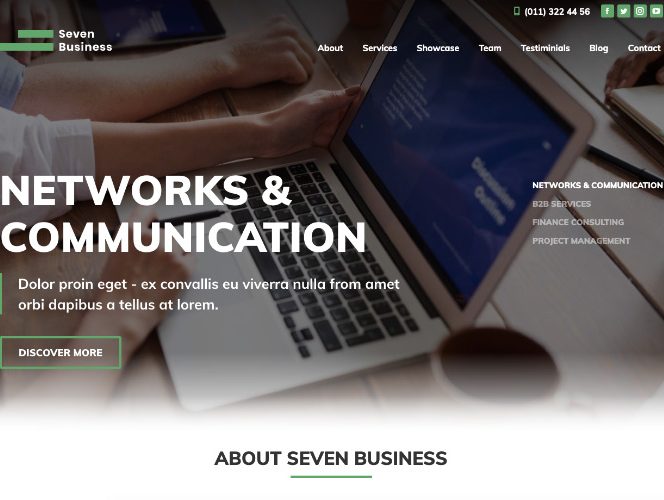 (011) 322 44 56
Seven
Business
About
Services
Showcase
Team
Testiminials
Blog
Contact
Discussion
Outline
NETWORKS &
COMMUNICATION
Dolor proin eget - ex convallis eu viverra nulla from amet
orbi dapibus a tellus at lorem.
DISCOVER MORE
NETWORKS & COMMUNICATION
B2B SERVICES
FINANCE CONSULTING
PROJECT MANAGEMENT
ABOUT SEVEN BUSINESS